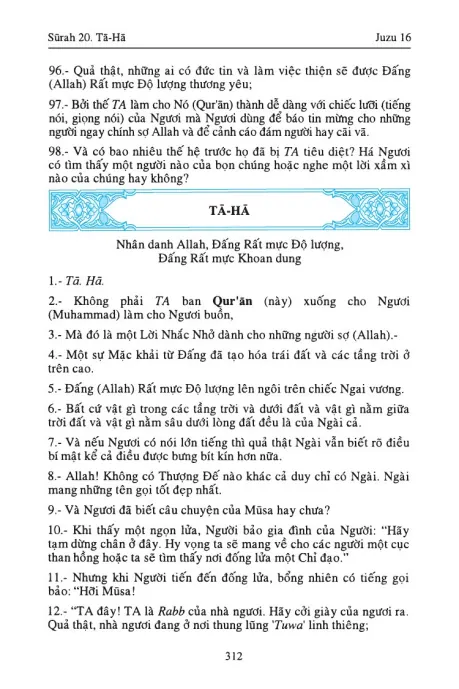 Sūrah 20. Tā-Hā
Juzu 16
96.- Quả thật, những ai có đức tin và làm việc thiện sẽ được Đấng
(Allah) Rất mực Độ lượng thương yêu;
97.- Bởi thế TA làm cho Nó (Qur'ān) thành dễ dàng với chiếc lưỡi (tiếng
nói, giọng nói) của Ngươi mà Ngươi dùng để báo tin mừng cho những
người ngay chính sợ Allah và để cảnh cáo đám người hay cãi vã.
98.- Và có bao nhiêu thế hệ trước họ đã bị TA tiêu diệt? Há Ngươi
có tìm thấy một người nào của bọn chúng hoặc nghe một lời xầm xì
nào của chúng hay không?
TĀ-HĀ
Nhân danh Allah, Đấng Rất mực Độ lượng,
Đấng Rất mực Khoan dung
1.- Tā. Hā.
2.- Không phải TA ban Qur'ān (này) xuống cho Ngươi
(Muhammad) làm cho Ngươi buồn,
3.- Mà đó là một Lời Nhắc Nhở dành cho những người sợ (Allah).-
4.- Một sự Mặc khải từ Đấng đã tạo hóa trái đất và các tầng trời ở
trên cao.
5.- Đấng (Allah) Rất mực Độ lượng lên ngôi trên chiếc Ngai vương.
6.- Bất cứ vật gì trong các tầng trời và dưới đất và vật gì nằm giữa
trời đất và vật gì nằm sâu dưới lòng đất đều là của Ngài cả.
7.- Và nếu Ngươi có nói lớn tiếng thì quả thật Ngài vẫn biết rõ điều
bí mật kể cả điều được bưng bít kín hơn nữa.
8.- Allah! Không có Thượng Đế nào khác cả duy chỉ có Ngài. Ngài
mang những tên gọi tốt đẹp nhất.
9.- Và Ngươi đã biết câu chuyện của Mūsa hay chưa?
10.- Khi thấy một ngọn lửa, Người bảo gia đình của Người: “Hãy
tạm dừng chân ở đây. Hy vọng ta sẽ mang về cho các người một cục
than hồng hoặc ta sẽ tìm thấy nơi đống lửa một Chỉ đạo.”
11.- Nhưng khi Người tiến đến đống lửa, bổng nhiên có tiếng gọi
bảo: “Hỡi Mūsa!
12.- “TA đây! TA là Rabb của nhà ngươi. Hãy cởi giày của ngươi ra.
Quả thật, nhà ngươi đang ở nơi thung lũng 'Tuwa' linh thiêng;
312